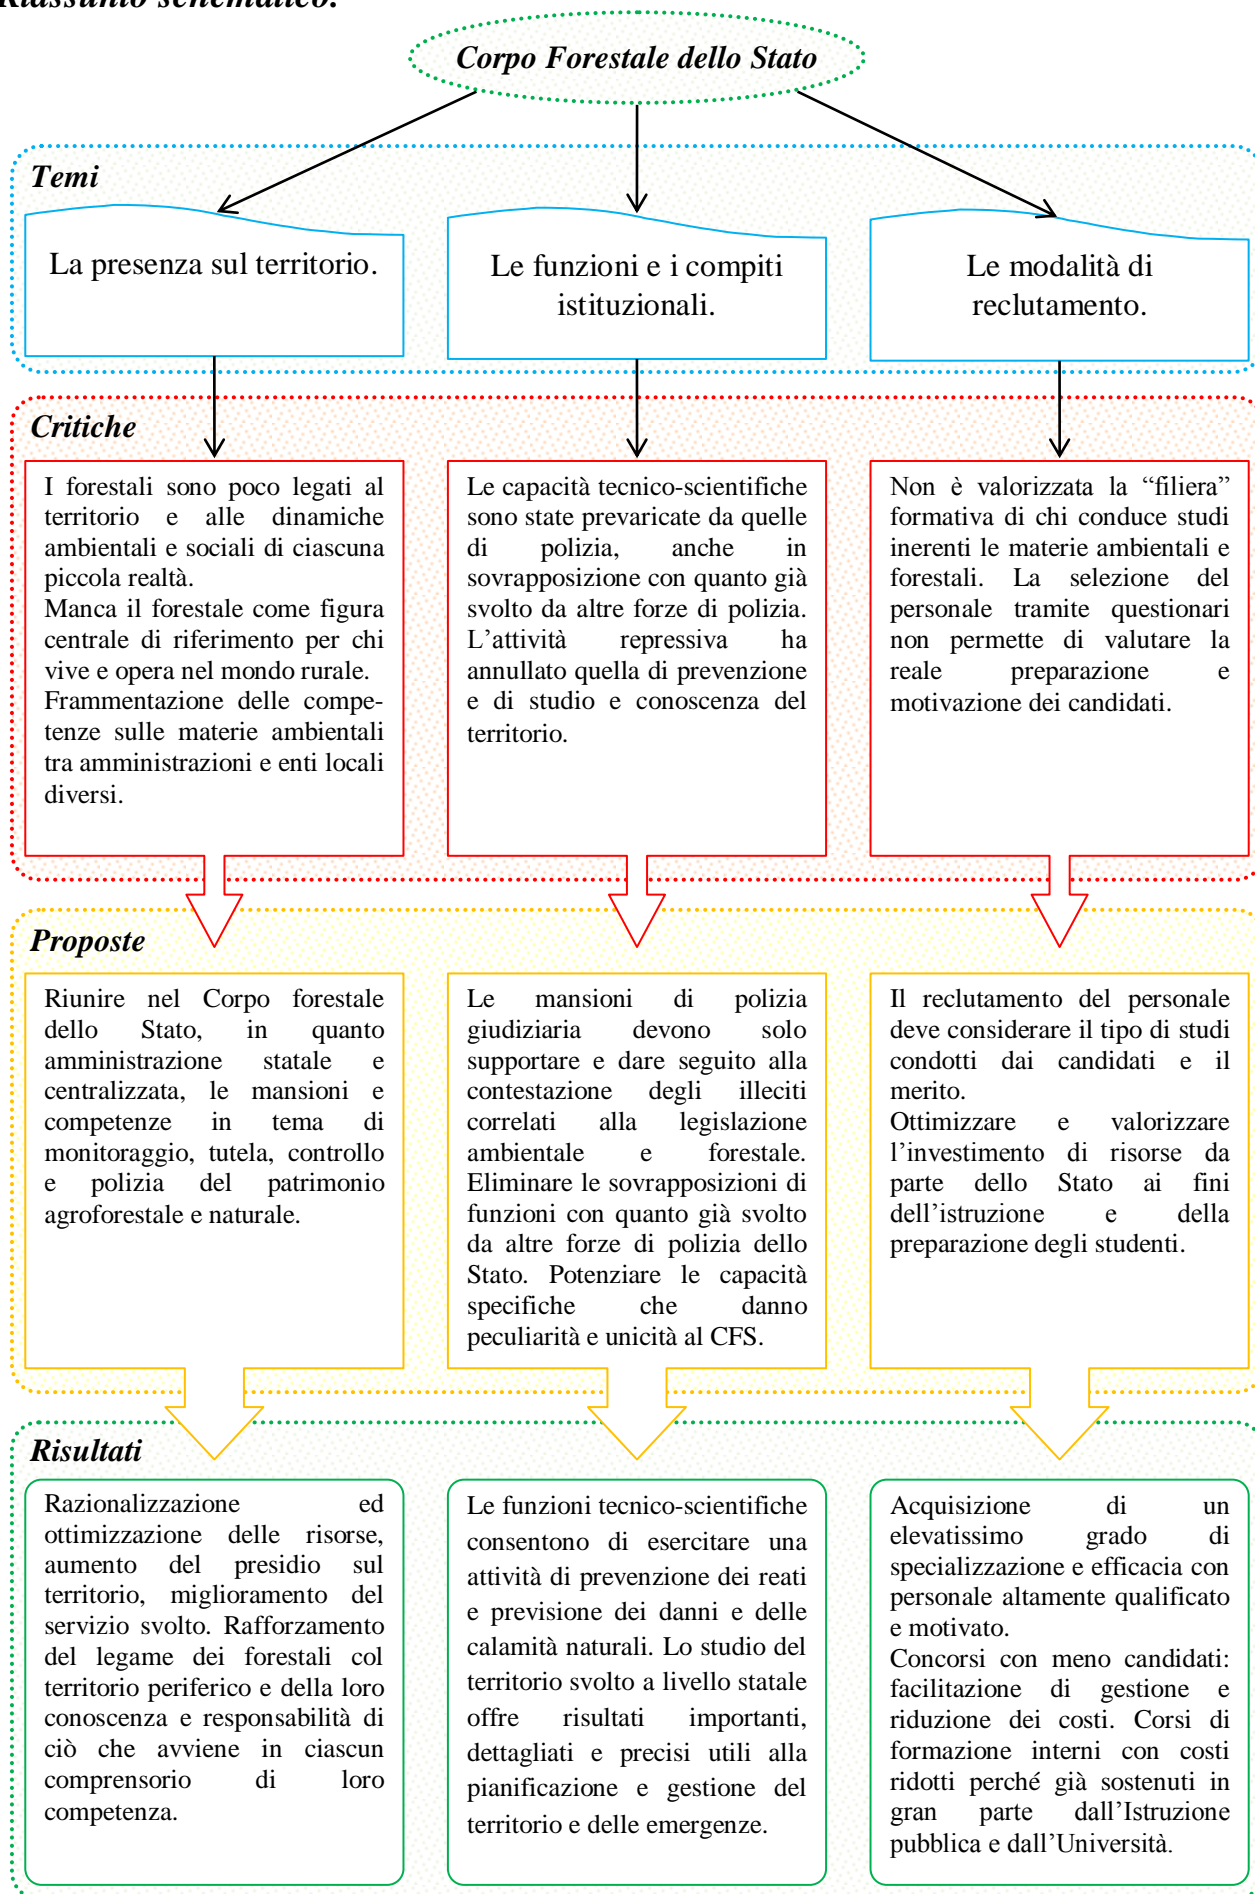 Riassunto schematico.
Corpo Forestale dello Stato
Temi
La presenza sul territorio.
Le funzioni e i compiti
istituzionali.
Le modalità di
reclutamento.
Critiche
I forestali sono poco legati al
territorio e alle dinamiche
ambientali e sociali di ciascuna
piccola realtà.
Manca il forestale come figura
centrale di riferimento per chi
vive e opera nel mondo rurale.
Frammentazione delle compe-
tenze sulle materie ambientali
tra amministrazioni e enti locali
diversi.
Le capacità tecnico-scientifiche
sono state prevaricate da quelle
di polizia, anche in
sovrapposizione con quanto già
svolto da altre forze di polizia.
L’attività repressiva ha
annullato quella di prevenzione
e di studio e conoscenza del
territorio.
Non è valorizzata la “filiera”
formativa di chi conduce studi
inerenti le materie ambientali e
forestali. La selezione del
personale tramite questionari
non permette di valutare la
reale preparazione e
motivazione dei candidati.
Proposte
Riunire nel Corpo forestale
dello Stato, in quanto
amministrazione statale e
centralizzata, le mansioni e
competenze in tema di
monitoraggio, tutela, controllo
e polizia del patrimonio
agroforestale e naturale.
Le mansioni di polizia
giudiziaria devono solo
supportare e dare seguito alla
contestazione degli illeciti
correlati alla legislazione
ambientale e forestale.
Eliminare le sovrapposizioni di
funzioni con quanto già svolto
da altre forze di polizia dello
Stato. Potenziare le capacità
specifiche che danno
peculiarità e unicità al CFS.
Il reclutamento del personale
deve considerare il tipo di studi
condotti dai candidati e il
merito.
Ottimizzare e valorizzare
l’investimento di risorse da
parte dello Stato ai fini
dell’istruzione e della
preparazione degli studenti.
Risultati
Razionalizzazione ed
ottimizzazione delle risorse,
aumento del presidio sul
territorio, miglioramento del
servizio svolto. Rafforzamento
del legame dei forestali col
territorio periferico e della loro
conoscenza e responsabilità di
ciò che avviene in ciascun
comprensorio di loro
competenza.
Le funzioni tecnico-scientifiche
consentono di esercitare una
attività di prevenzione dei reati
e previsione dei danni e delle
calamità naturali. Lo studio del
territorio svolto a livello statale
offre risultati importanti,
dettagliati e precisi utili alla
pianificazione e gestione del
territorio e delle emergenze.
Acquisizione di un
elevatissimo grado di
specializzazione e efficacia con
personale altamente qualificato
e motivato.
Concorsi con meno candidati:
facilitazione di gestione e
riduzione dei costi. Corsi di
formazione interni con costi
ridotti perché già sostenuti in
gran parte dall’Istruzione
pubblica e dall’Università.